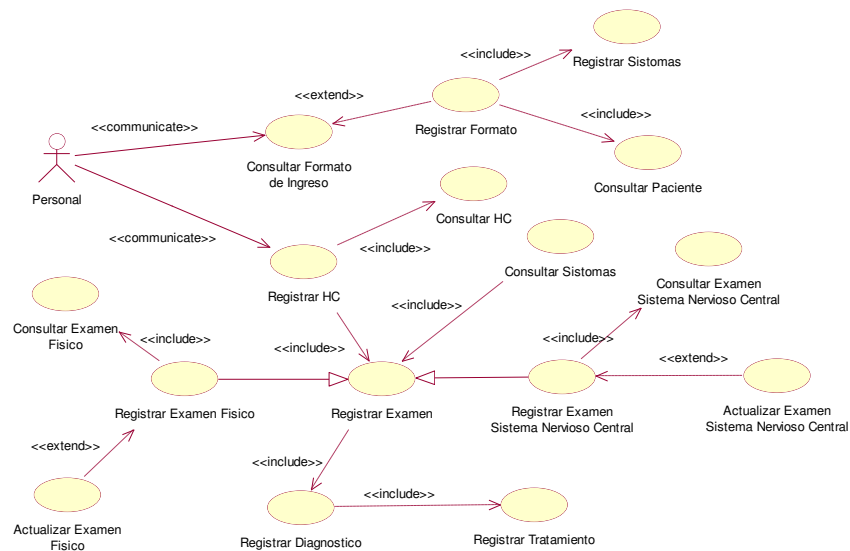 <<include>>
Registrar Sistomas
<<extend>>
Registrar Formato
<<include>>
<<communicate>>
Consultar Formato
de Ingreso
Consultar Paciente
Personal
Consultar HC
<<communicate>>
<<include>>
Registrar HC
Consultar Sistomas
Consultar Examen
Sistema Nervioso Central
<<include>>
Consultar Examen
Fisico
<<include>>
<<include>>
<<include>>
<<extend>>
Registrar Examen Fisico
Registrar Examen
Registrar Examen
Sistema Nervioso Central
Actualizar Examen
Sistema Nervioso Central
<<extend>>
<<include>>
<<include>>
Actualizar Examen
Fisico
Registrar Diagnostico
Registrar Tratamiento